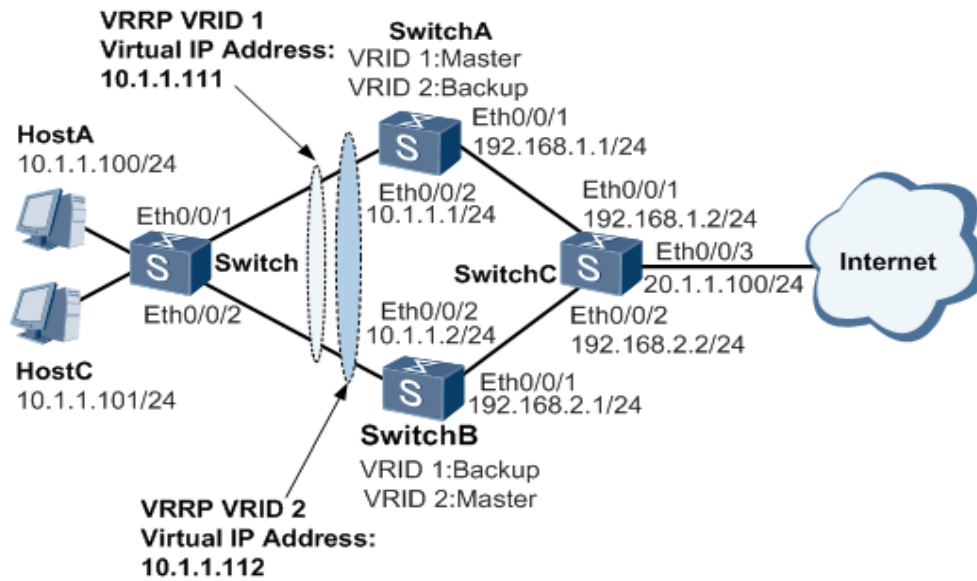 VRRP VRID 1
Virtual IP Address:
10.1.1.111
SwitchA
VRID 1:Master
VRID 2:Backup
Eth0/0/1
192.168.1.1/24
HostA
10.1.1.100/24
S
Eth0/0/2
10.1.1.1/24
Eth0/0/1
192.168.1.2/24
Eth0/0/1
S
Switch
SwitchC
S
Eth0/0/3
20.1.1.100/24
Internet
Eth0/0/2
Eth0/0/2
10.1.1.2/24
Eth0/0/2
192.168.2.2/24
HostC
10.1.1.101/24
S
Eth0/0/1
192.168.2.1/24
SwitchB
VRID 1:Backup
VRID 2:Master
VRRP VRID 2
Virtual IP Address:
10.1.1.112